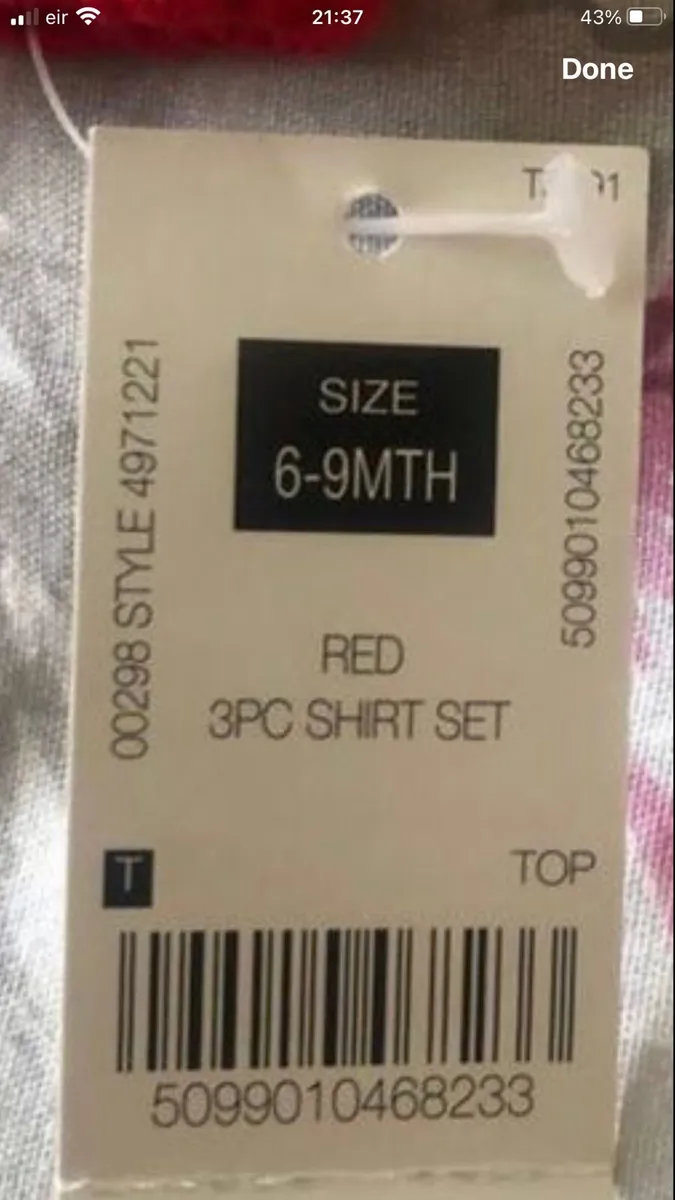 eir 21:37 43%
Done
SIZE
6-9MTH
00298 STYLE 4971221
5099010468233
RED
3PC SHIRT SET
T
TOP
5099010468233